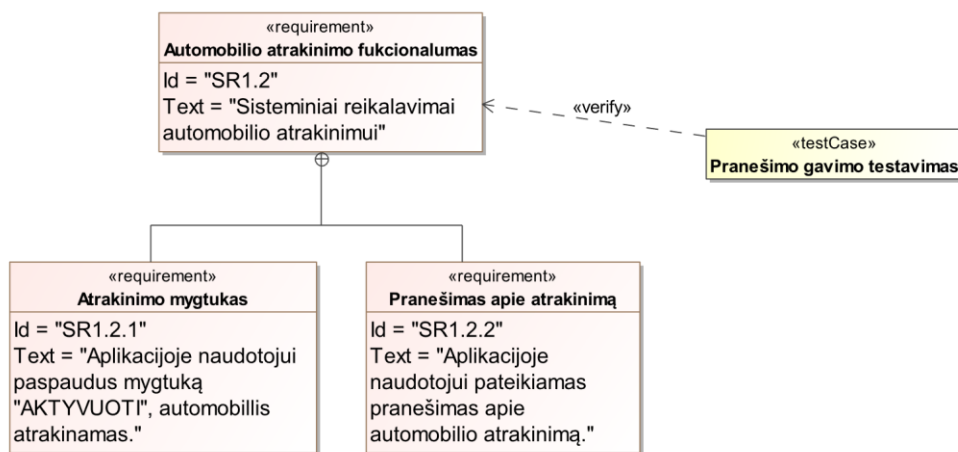 «requirement»
Automobilio atrakinimo fukcionalumas
Id = "SR1.2"
Text = "Sisteminiai reikalavimai
automobilio atrakinimui"
«verify»
«testCase»
Pranešimo gavimo testavimas
«requirement»
Atrakinimo mygtukas
Id = "SR1.2.1"
Text = "Aplikacijoje naudotojui
paspaudus mygtuką
"AKTYVUOTI", automobillis
atrakinamas."
«requirement»
Pranešimas apie atrakinimą
Id = "SR1.2.2"
Text = "Aplikacijoje
naudotojui pateikiamas
pranešimas apie
automobilio atrakinimą."